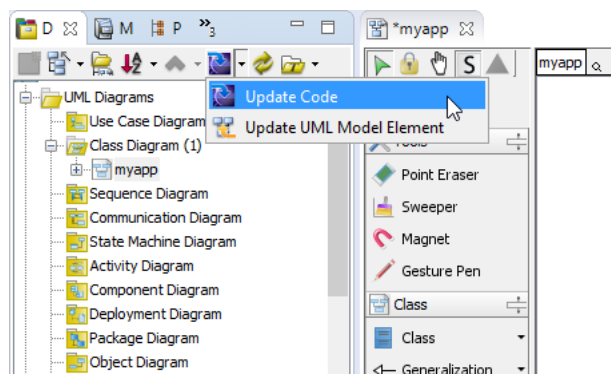 D
M
P
3
*myapp
S
myapp
Update Code
Update UML Model Element
UML Diagrams
Use Case Diagram
Class Diagram (1)
myapp
Sequence Diagram
Communication Diagram
State Machine Diagram
Activity Diagram
Component Diagram
Deployment Diagram
Package Diagram
Object Diagram
Tools
Point Eraser
Sweeper
Magnet
Gesture Pen
Class
Class
Generalization